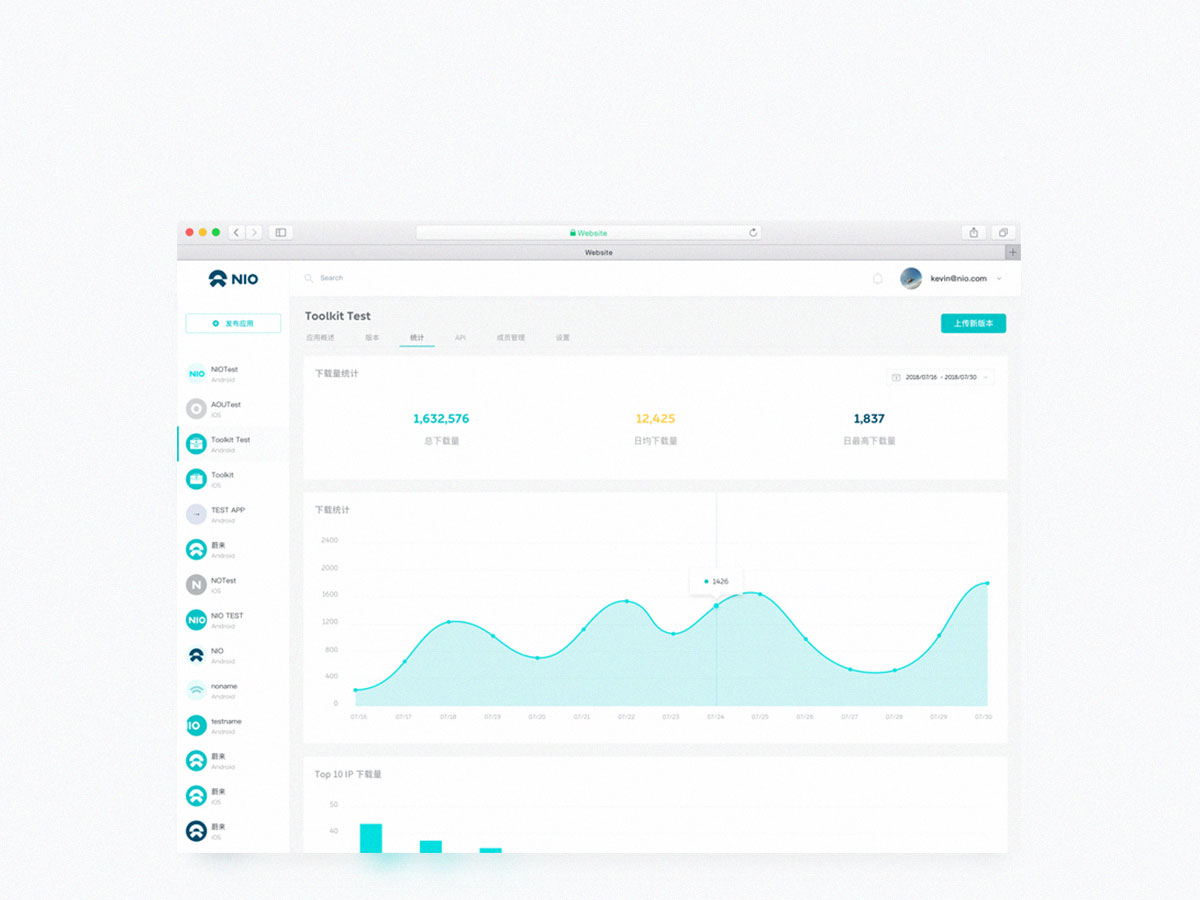 Website
Website
NIO
Search
kevin@nio.com
发布应用
Toolkit Test
上传新版本
应用概述 版本 统计 API 成员管理 设置
NIO
NIOTest
Android
AOUTest
iOS
Toolkit Test
Android
Toolkit
iOS
TEST APP
Android
蔚来
Android
N
NOTest
iOS
NIO
NIO TEST
Android
NIO
Android
noname
Android
IO
testname
Android
蔚来
Android
蔚来
iOS
蔚来
iOS
下载量统计
2018/07/16 - 2018/07/30
1,632,576 12,425 1,837
总下载量 日均下载量 日最高下载量
下载统计
2400
2000
1600
1200
800
400
0
1426
07/16 07/17 07/18 07/19 07/20 07/21 07/22 07/23 07/24 07/25 07/26 07/27 07/28 07/29 07/30
Top 10 IP 下载量
50
40